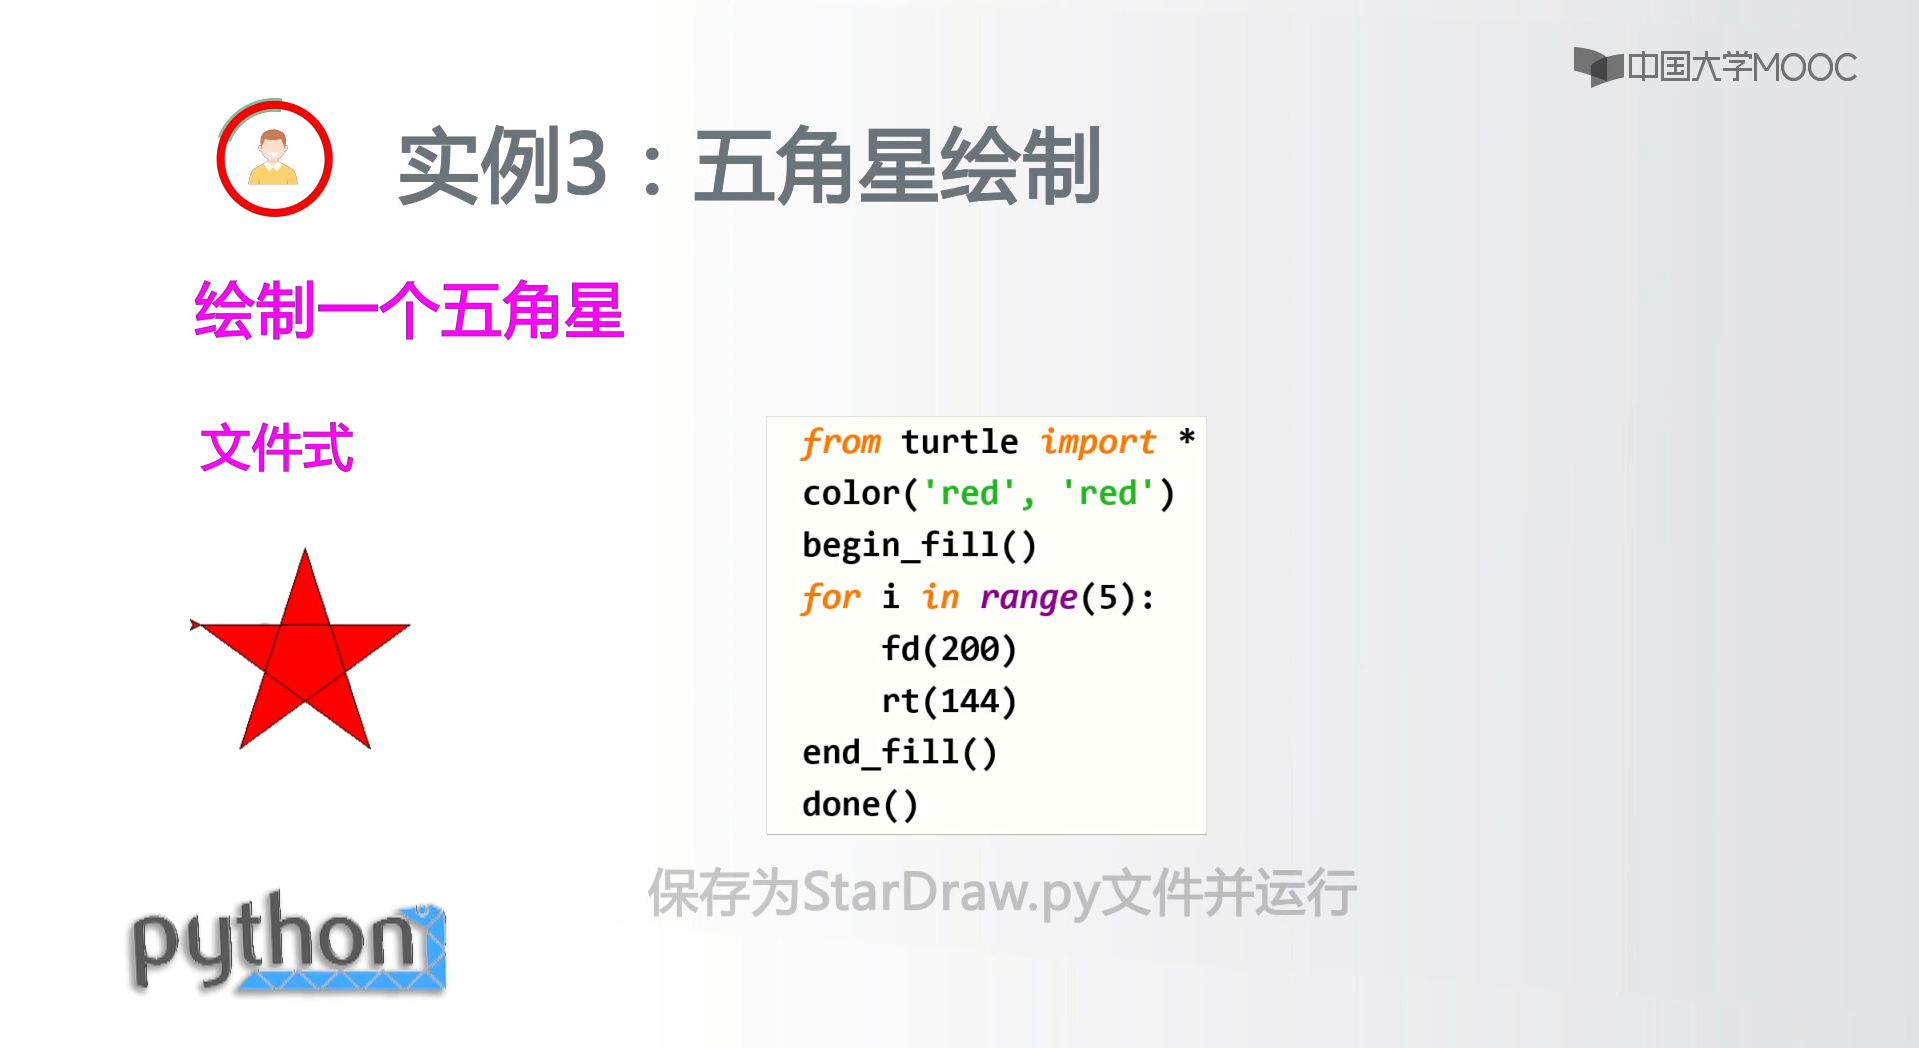 中国大学MOOC
实例3：五角星绘制
绘制一个五角星
文件式
from turtle import *
color('red', 'red')
begin_fill()
for i in range(5):
    fd(200)
    rt(144)
end_fill()
done()
保存为StarDraw.py文件并运行
python